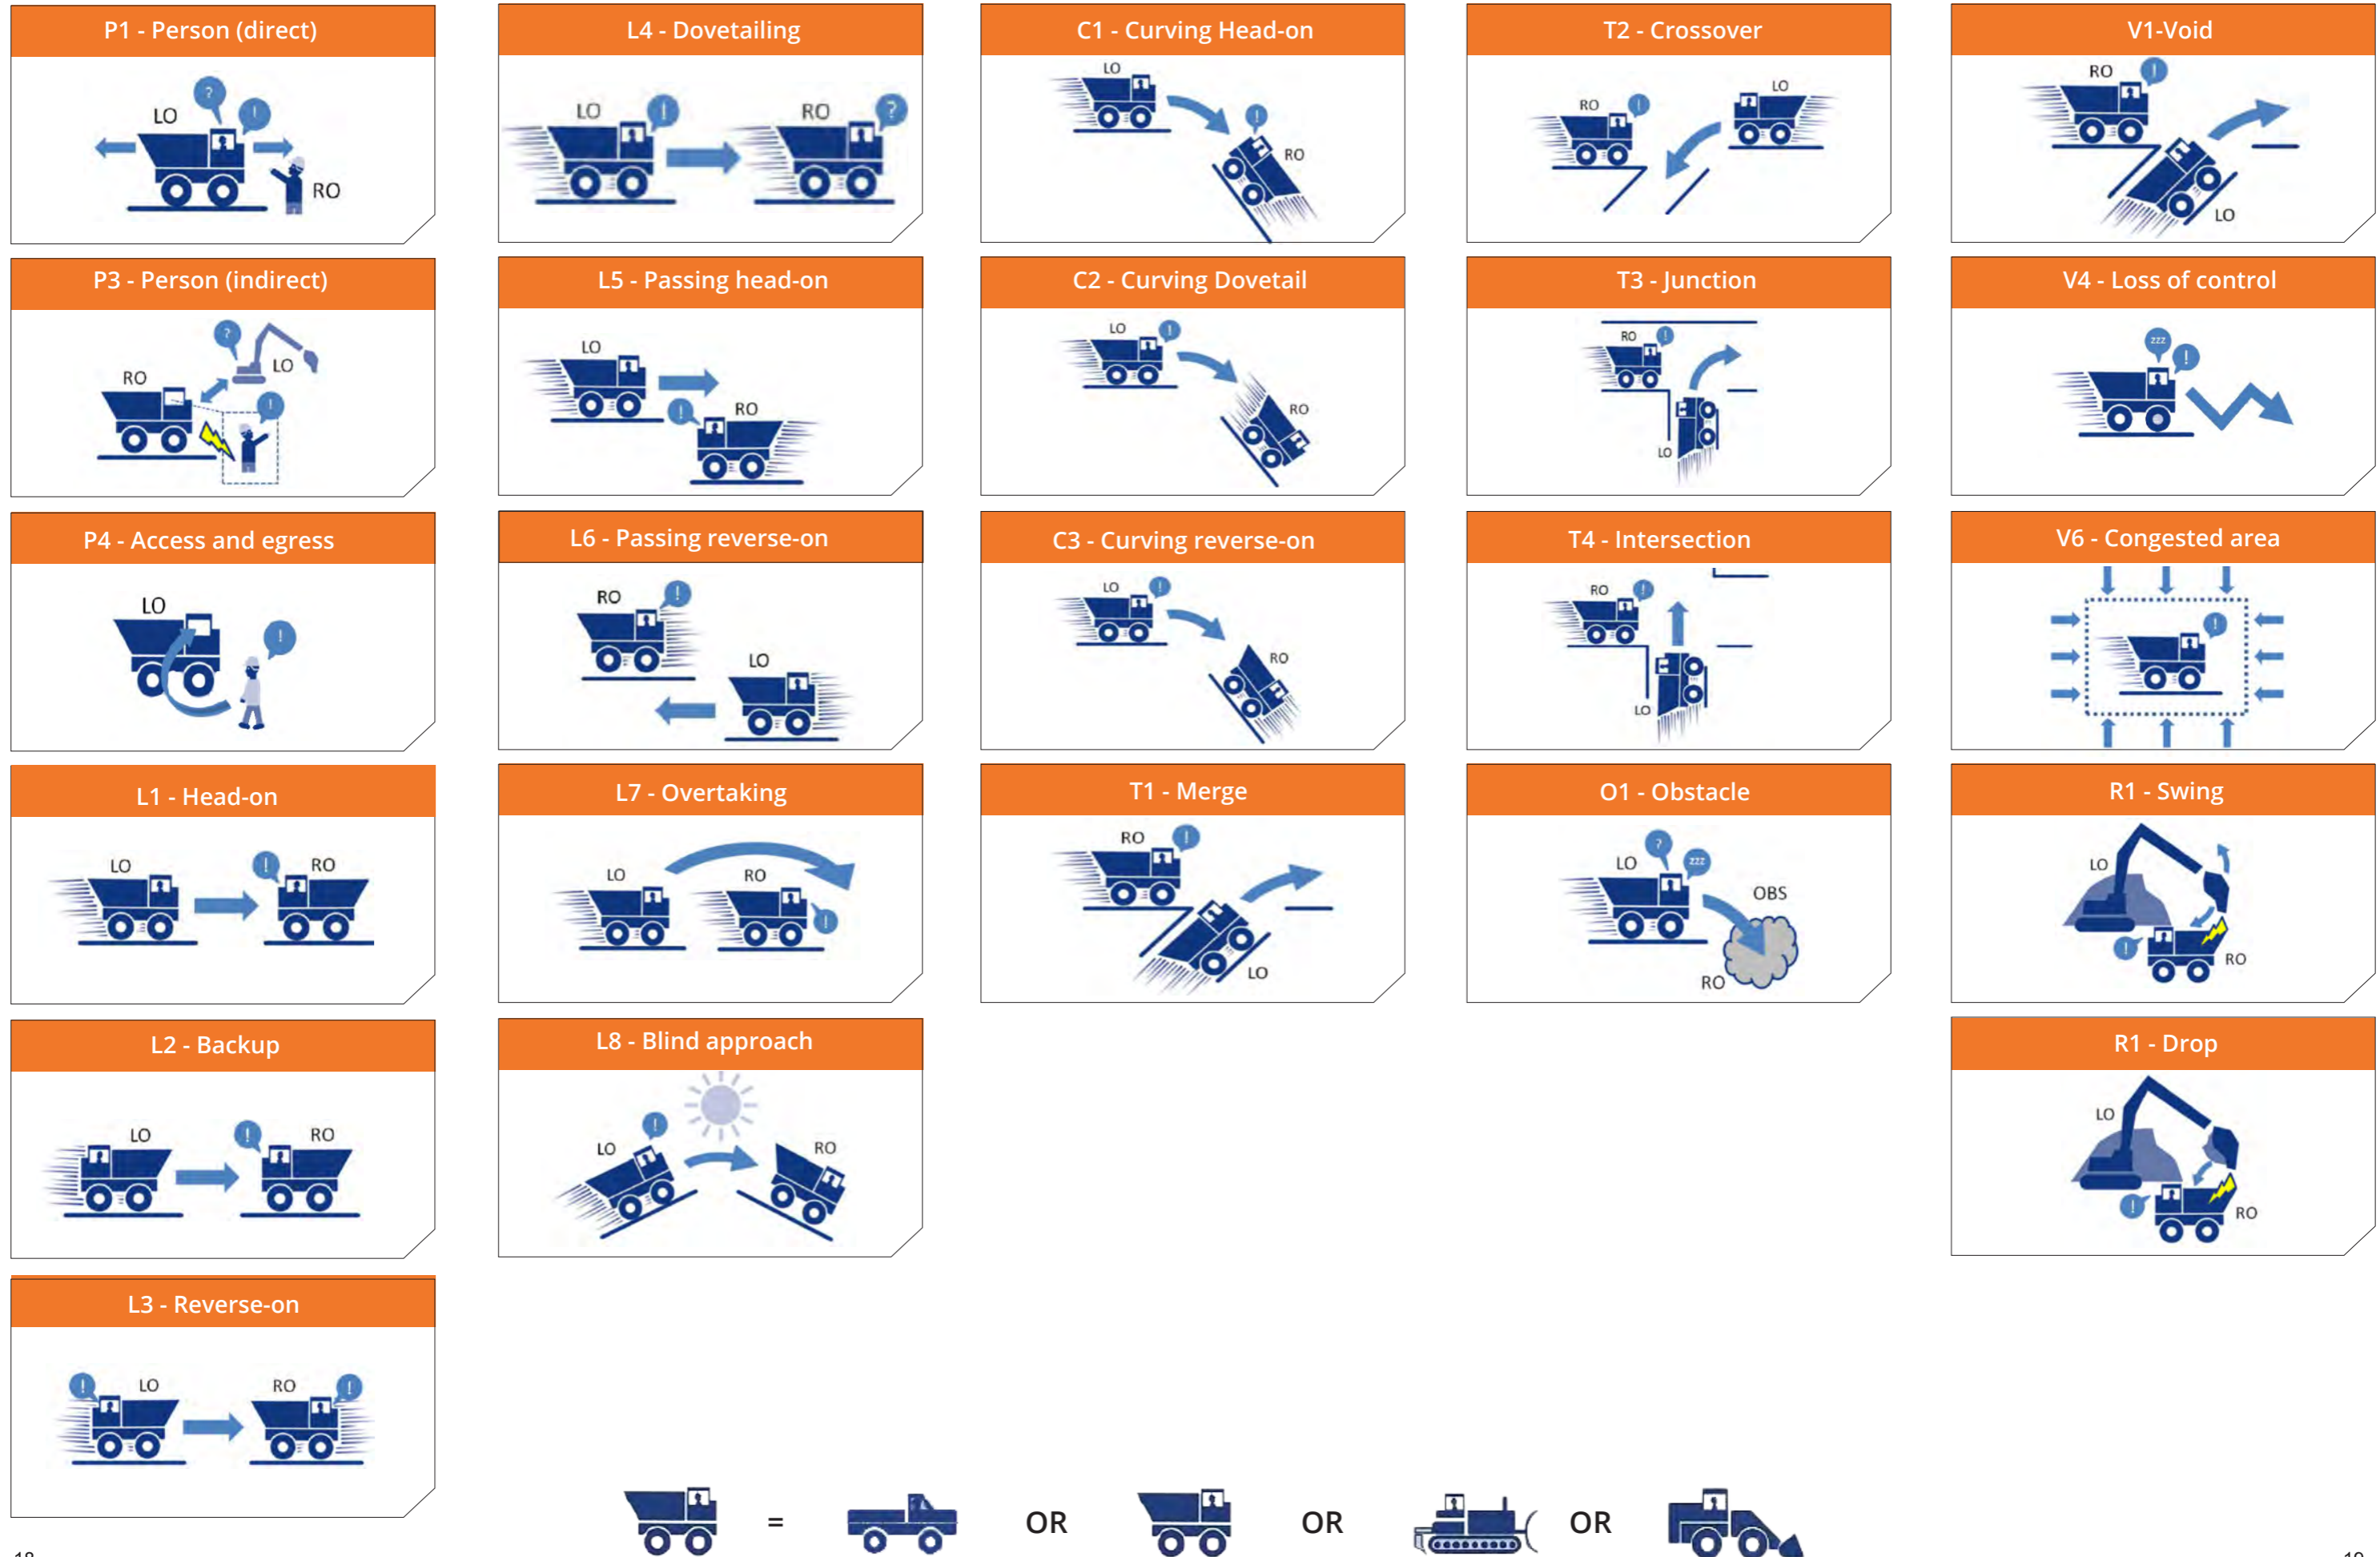 P1 - Person (direct)
?
!
LO
RO
P3 - Person (indirect)
?
LO
RO
!
P4 - Access and egress
LO
!
L1 - Head-on
LO
!
RO
L2 - Backup
LO
!
RO
L3 - Reverse-on
!
LO
RO
!
L4 - Dovetailing
LO
!
RO
?
L5 - Passing head-on
LO
!
RO
L6 - Passing reverse-on
RO
!
LO
L7 - Overtaking
LO
RO
!
L8 - Blind approach
!
LO
RO
C1 - Curving Head-on
LO
!
RO
C2 - Curving Dovetail
LO
!
RO
C3 - Curving reverse-on
LO
!
RO
T1 - Merge
RO
!
LO
T2 - Crossover
LO
RO
!
T3 - Junction
RO
!
LO
T4 - Intersection
RO
!
LO
O1 - Obstacle
?
LO
zzz
OBS
RO
V1-Void
RO
!
LO
V4 - Loss of control
zzz
!
V6 - Congested area
!
R1 - Swing
LO
!
RO
R1 - Drop
LO
!
RO
= OR OR OR